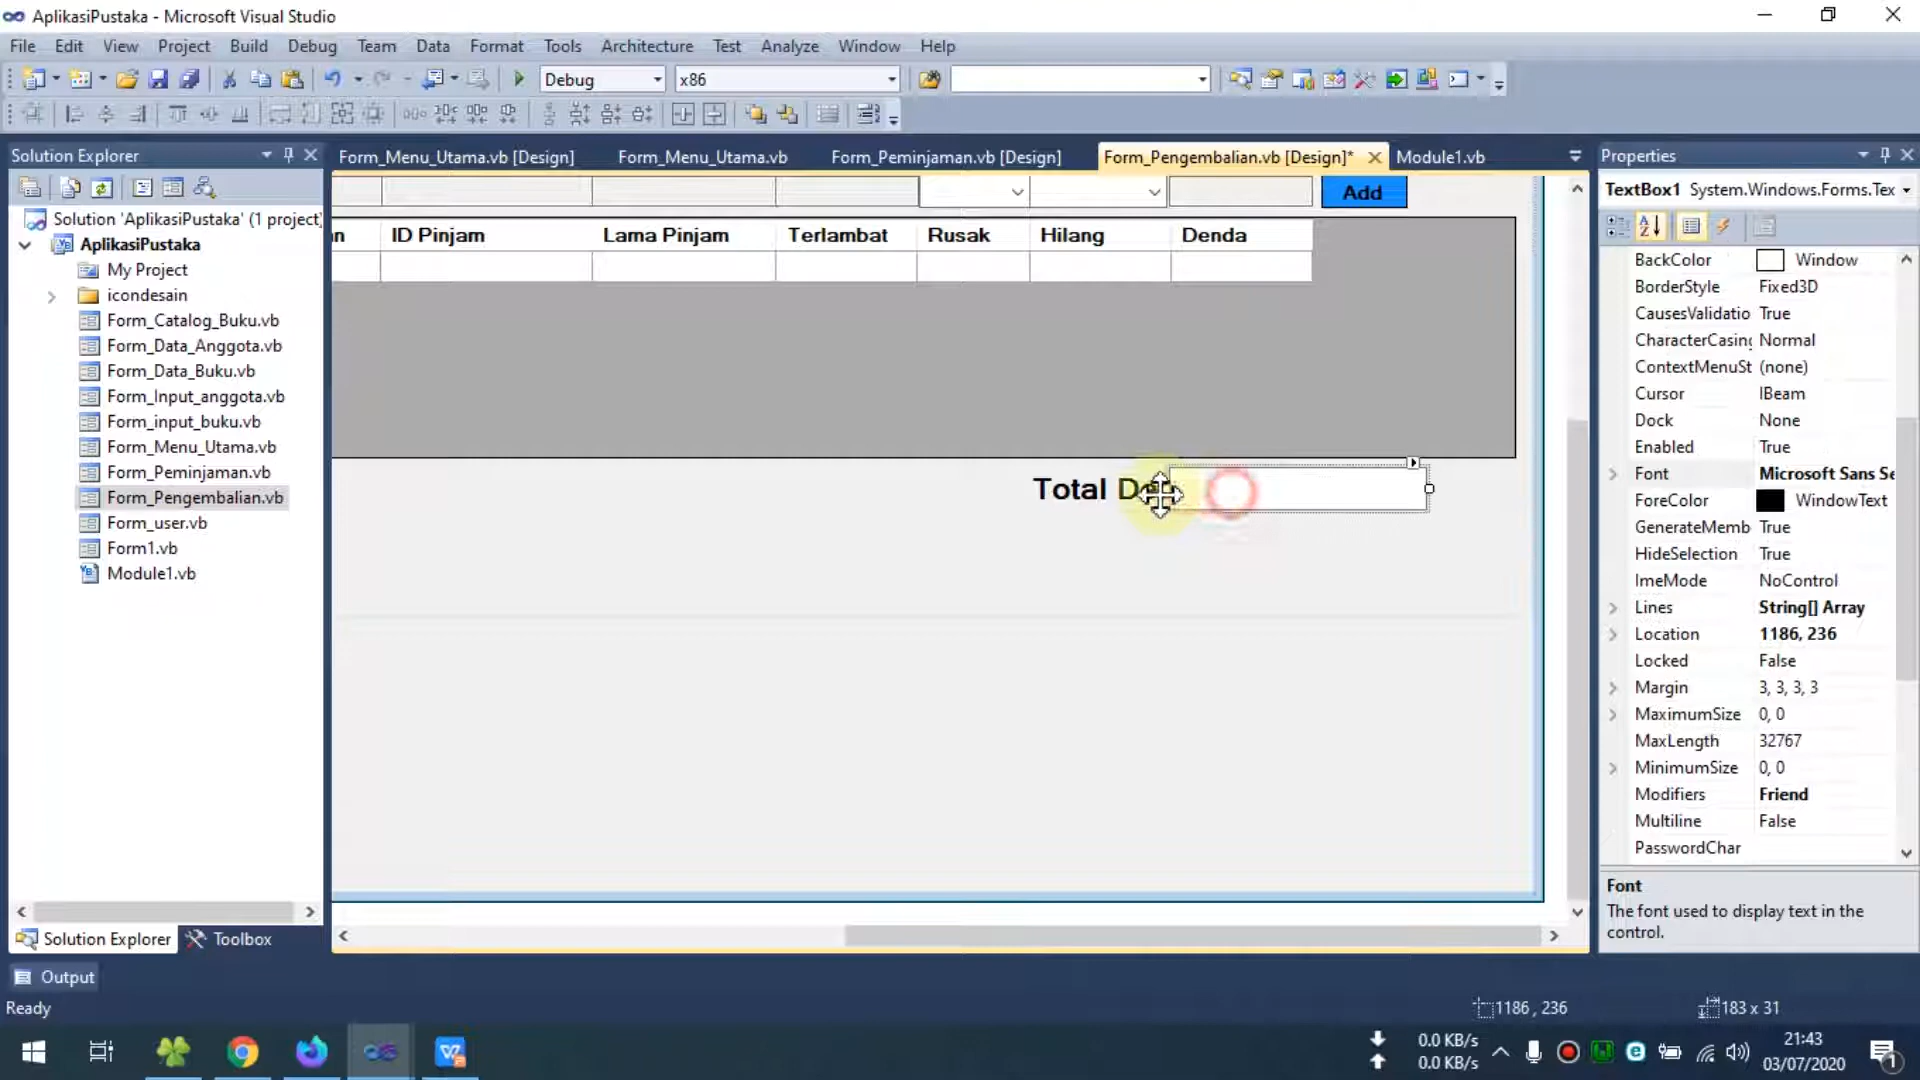 AplikasiPustaka - Microsoft Visual Studio
File Edit View Project Build Debug Team Data Format Tools Architecture Test Analyze Window Help
Debug x86
Solution Explorer
Form_Menu_Utama.vb [Design] Form_Menu_Utama.vb Form_Peminjaman.vb [Design] Form_Pengembalian.vb [Design]* Module1.vb
Properties
TextBox1 System.Windows.Forms.Tex
Solution 'AplikasiPustaka' (1 project)
AplikasiPustaka
My Project
icondesain
Form_Catalog_Buku.vb
Form_Data_Anggota.vb
Form_Data_Buku.vb
Form_Input_anggota.vb
Form_input_buku.vb
Form_Menu_Utama.vb
Form_Peminjaman.vb
Form_Pengembalian.vb
Form_user.vb
Form1.vb
Module1.vb
Solution Explorer Toolbox
Add
n ID Pinjam Lama Pinjam Terlambat Rusak Hilang Denda
Total Den
BackColor Window
BorderStyle Fixed3D
CausesValidatio True
CharacterCasing Normal
ContextMenuSt (none)
Cursor IBeam
Dock None
Enabled True
Font Microsoft Sans Se
ForeColor WindowText
GenerateMemb True
HideSelection True
ImeMode NoControl
Lines String[] Array
Location 1186, 236
Locked False
Margin 3, 3, 3, 3
MaximumSize 0, 0
MaxLength 32767
MinimumSize 0, 0
Modifiers Friend
Multiline False
PasswordChar
Font
The font used to display text in the
control.
Output
Ready
1186 , 236 183 x 31
0.0 KB/s
0.0 KB/s
21:43
03/07/2020
1